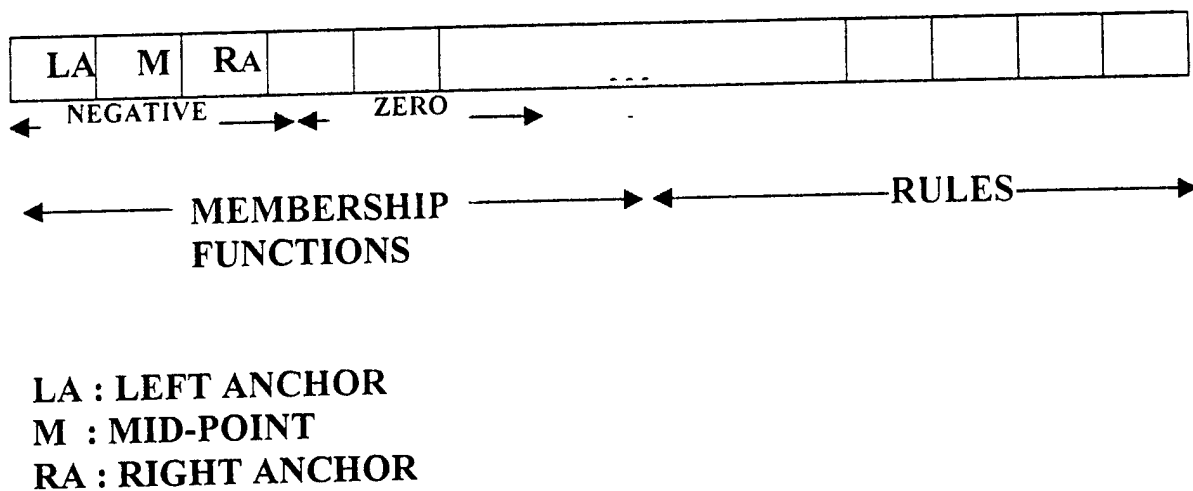 LA M RA - - -
NEGATIVE ZERO
MEMBERSHIP RULES
FUNCTIONS
LA : LEFT ANCHOR
M : MID-POINT
RA : RIGHT ANCHOR